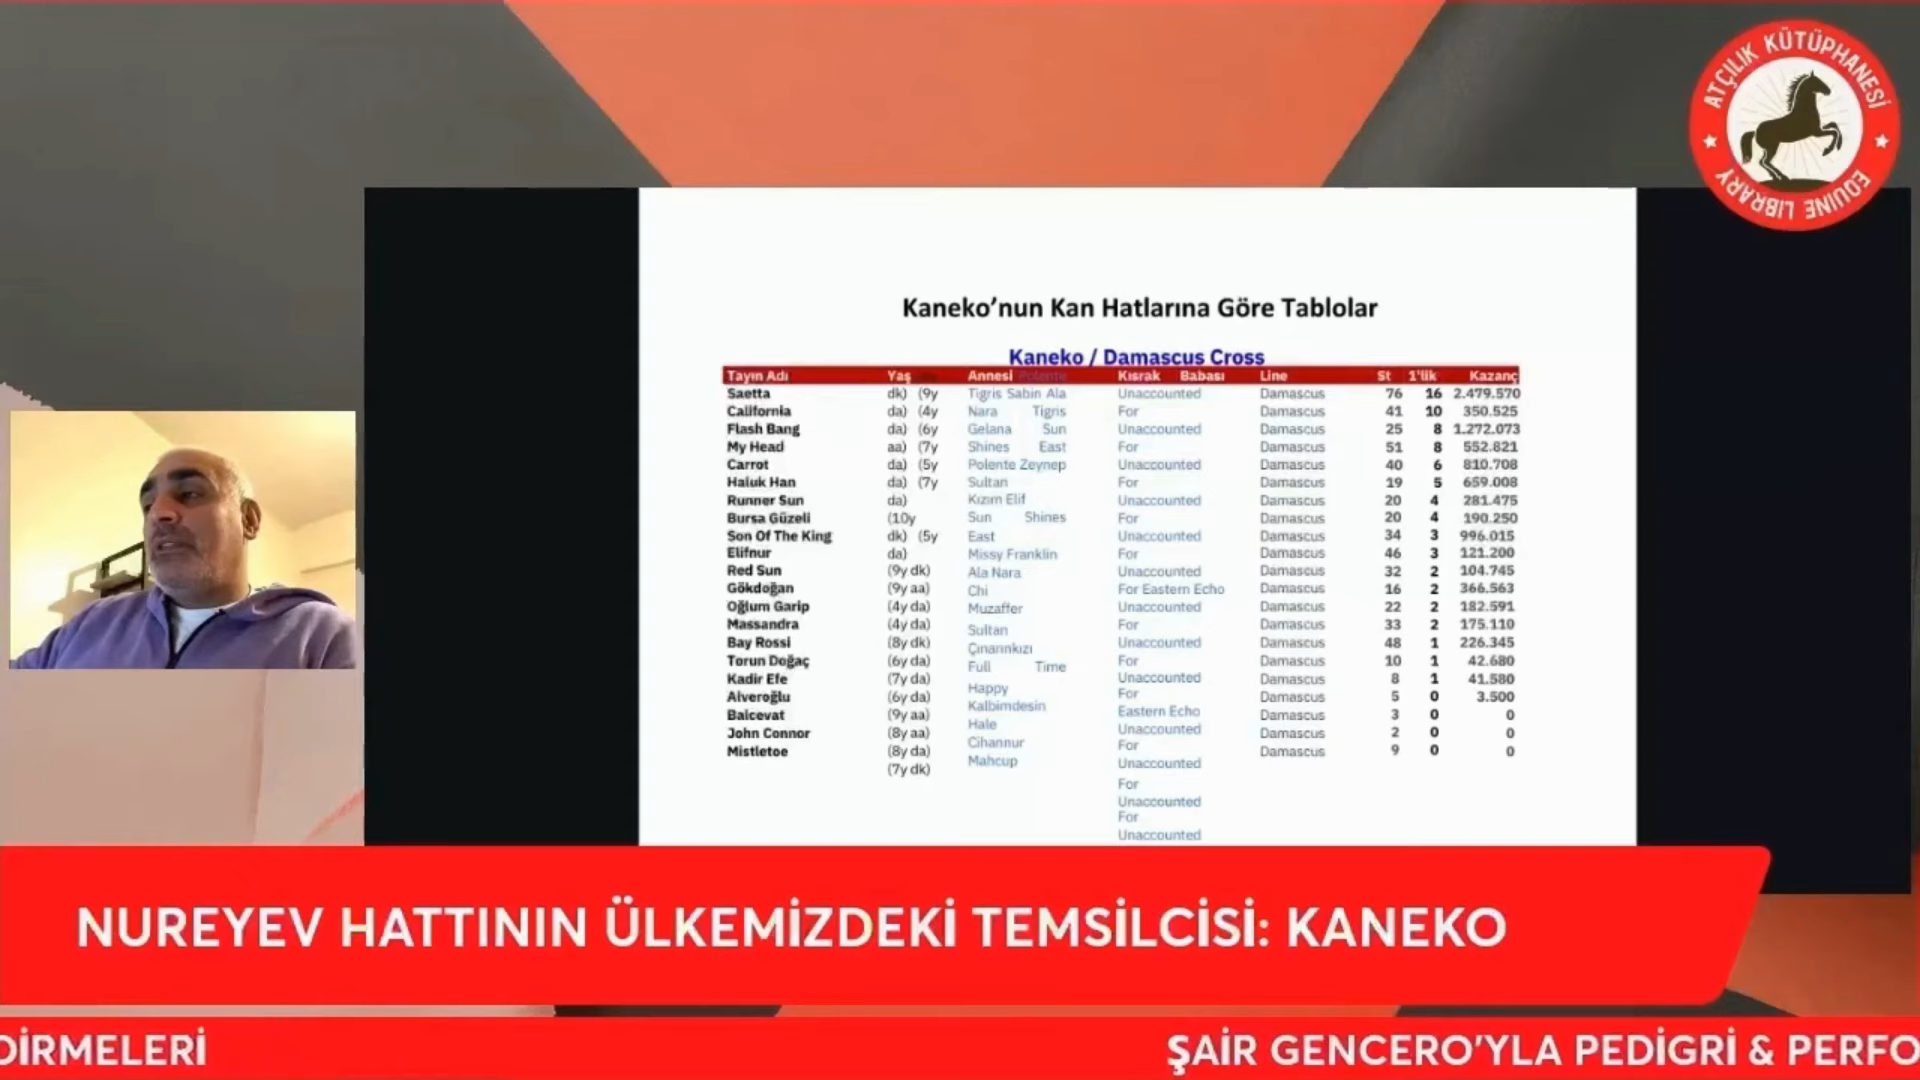 ATÇILIK KÜTÜPHANESİ
EQUINE LIBRARY
Kaneko’nun Kan Hatlarına Göre Tablolar
Kaneko / Damascus Cross
Tayın Adı Yaş Annesi Polente Kısrak Babası Line St 1'lik Kazanç
Saetta dk) (9y Tigris Sabin Ala Unaccounted Damascus 76 16 2.479.570
California da) (4y Nara Tigris For Damascus 41 10 350.525
Flash Bang da) (6y Gelana Sun Unaccounted Damascus 25 8 1.272.073
My Head aa) (7y Shines East For Damascus 51 8 552.821
Carrot da) (5y Polente Zeynep Unaccounted Damascus 40 6 810.708
Haluk Han da) (7y Sultan For Damascus 19 5 659.008
Runner Sun da) Kızım Elif Unaccounted Damascus 20 4 281.475
Bursa Güzeli (10y Sun Shines For Damascus 20 4 190.250
Son Of The King dk) (5y East Unaccounted Damascus 34 3 996.015
Elifnur da) Missy Franklin For Damascus 46 3 121.200
Red Sun (9y dk) Ala Nara Unaccounted Damascus 32 2 104.745
Gökdoğan (9y aa) Chi For Eastern Echo Damascus 16 2 366.563
Oğlum Garip (4y da) Muzaffer Unaccounted Damascus 22 2 182.591
Massandra (4y da) Sultan For Damascus 33 2 175.110
Bay Rossi (8y dk) Çınarınkızı Unaccounted Damascus 48 1 226.345
Torun Doğaç (6y da) Full Time For Damascus 10 1 42.680
Kadir Efe (7y da) Happy Unaccounted Damascus 8 1 41.580
Alveroğlu (6y da) Kalbimdesin For Damascus 5 0 3.500
Balcevat (9y aa) Hale Eastern Echo Damascus 3 0 0
John Connor (8y aa) Cihannur Unaccounted Damascus 2 0 0
Mistletoe (8y da) Mahcup For Damascus 9 0 0
(7y dk) Unaccounted
For
Unaccounted
For
Unaccounted
NUREYEV HATTININ ÜLKEMİZDEKİ TEMSİLCİSİ: KANEKO
DİRMELERİ ŞAİR GENCERO'YLA PEDİGRİ & PERFO